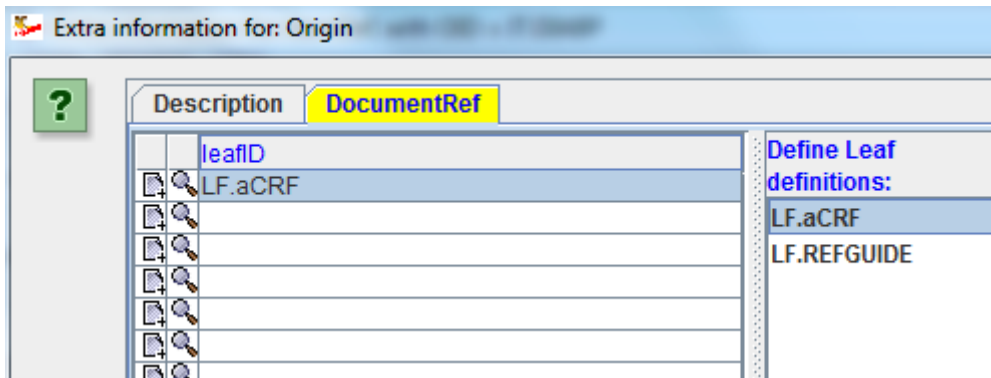 Extra information for: Origin
?
Description DocumentRef
leafID
LF.aCRF
Define Leaf
definitions:
LF.aCRF
LF.REFGUIDE